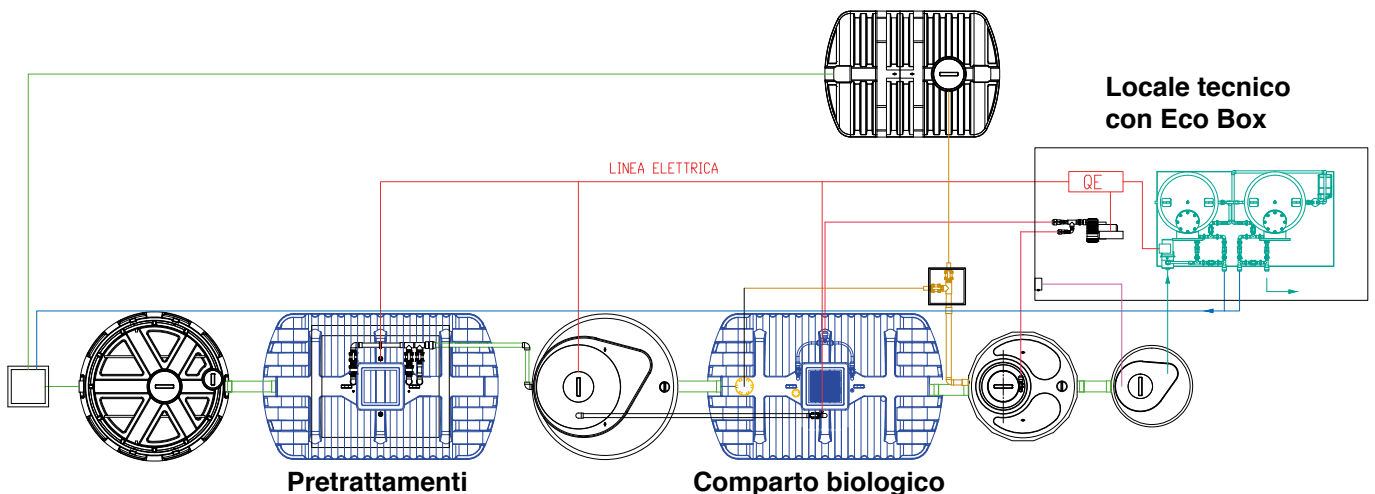 Locale tecnico
con Eco Box
LINEA ELETTRICA
QE
Pretrattamenti
Comparto biologico